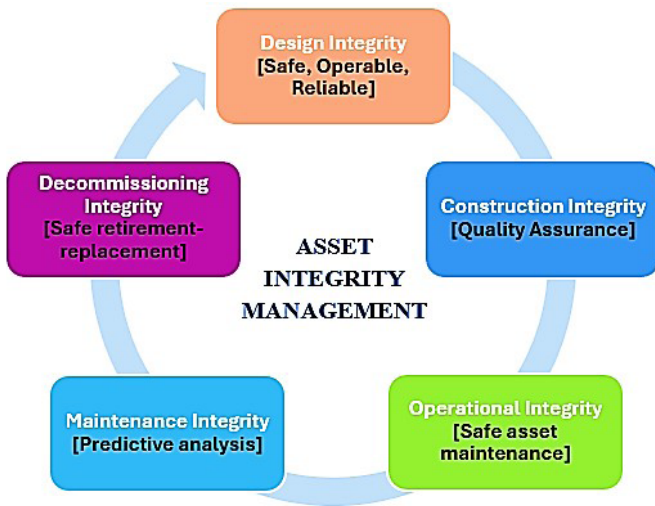 Design Integrity
[Safe, Operable,
Reliable]
Construction Integrity
[Quality Assurance]
Operational Integrity
[Safe asset
maintenance]
Maintenance Integrity
[Predictive analysis]
Decommissioning
Integrity
[Safe retirement-
replacement]
ASSET
INTEGRITY
MANAGEMENT